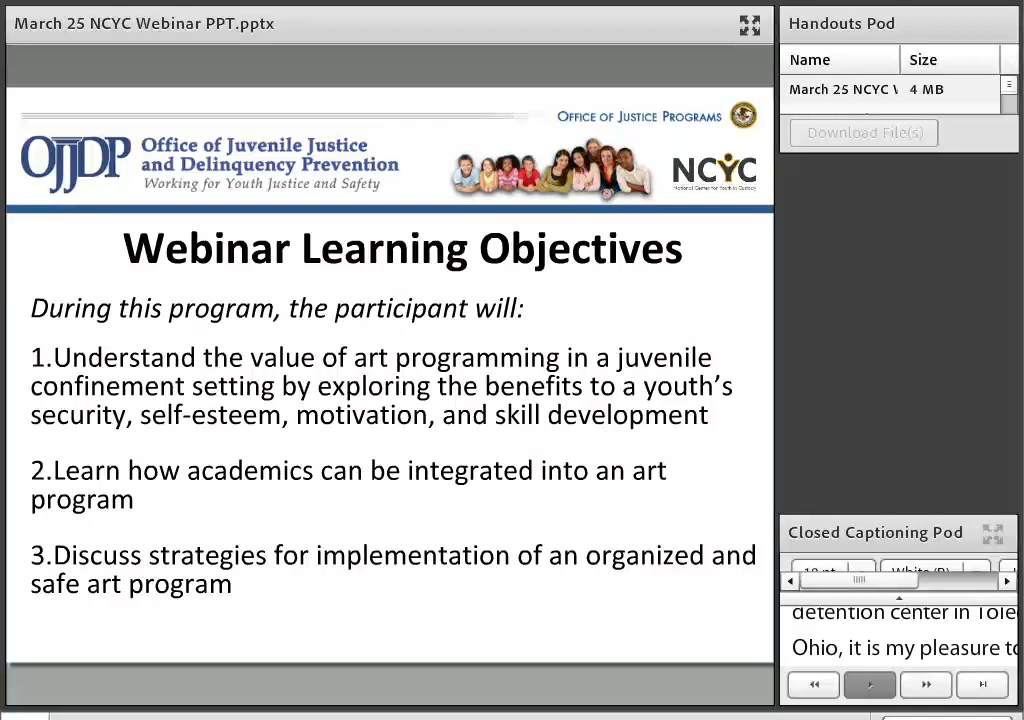 March 25 NCYC Webinar PPT.pptx
OFFICE OF JUSTICE PROGRAMS
OJJDP
Office of Juvenile Justice
and Delinquency Prevention
Working for Youth Justice and Safety
NCYC
National Center for Youth in Custody
Webinar Learning Objectives
During this program, the participant will:
1.Understand the value of art programming in a juvenile
confinement setting by exploring the benefits to a youth's
security, self-esteem, motivation, and skill development
2.Learn how academics can be integrated into an art
program
3.Discuss strategies for implementation of an organized and
safe art program
Handouts Pod
Name Size
March 25 NCYC 4 MB
Download File(s)
Closed Captioning Pod
detention center in
Ohio, it is my pleasure